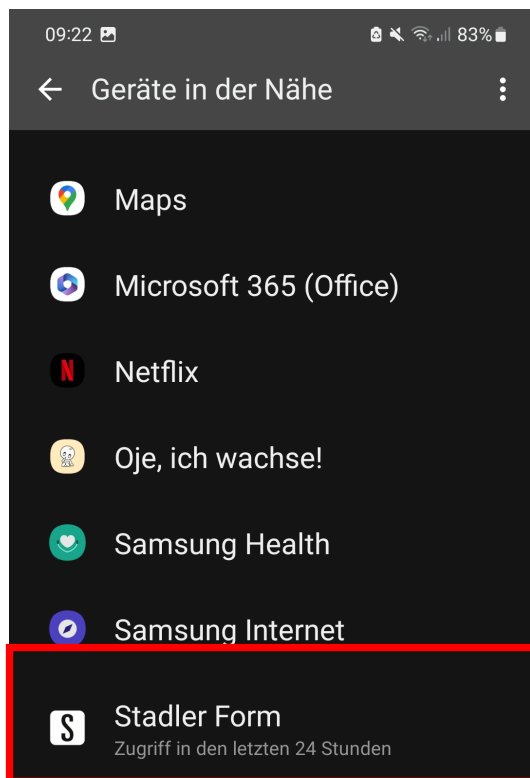 09:22 83%
Geräte in der Nähe
Maps
Microsoft 365 (Office)
Netflix
Oje, ich wachse!
Samsung Health
Samsung Internet
Stadler Form
Zugriff in den letzten 24 Stunden